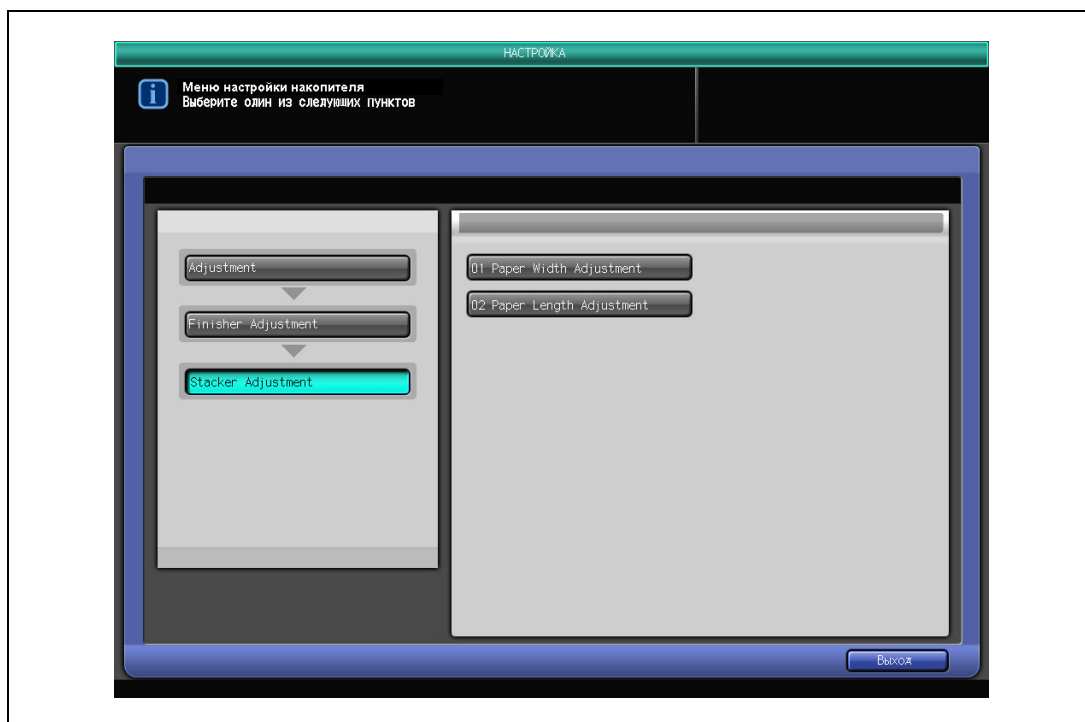 НАСТРОЙКА
Меню настройки накопителя
Выберите один из следующих пунктов
Adjustment
Finisher Adjustment
Stacker Adjustment
01 Paper Width Adjustment
02 Paper Length Adjustment
Выход